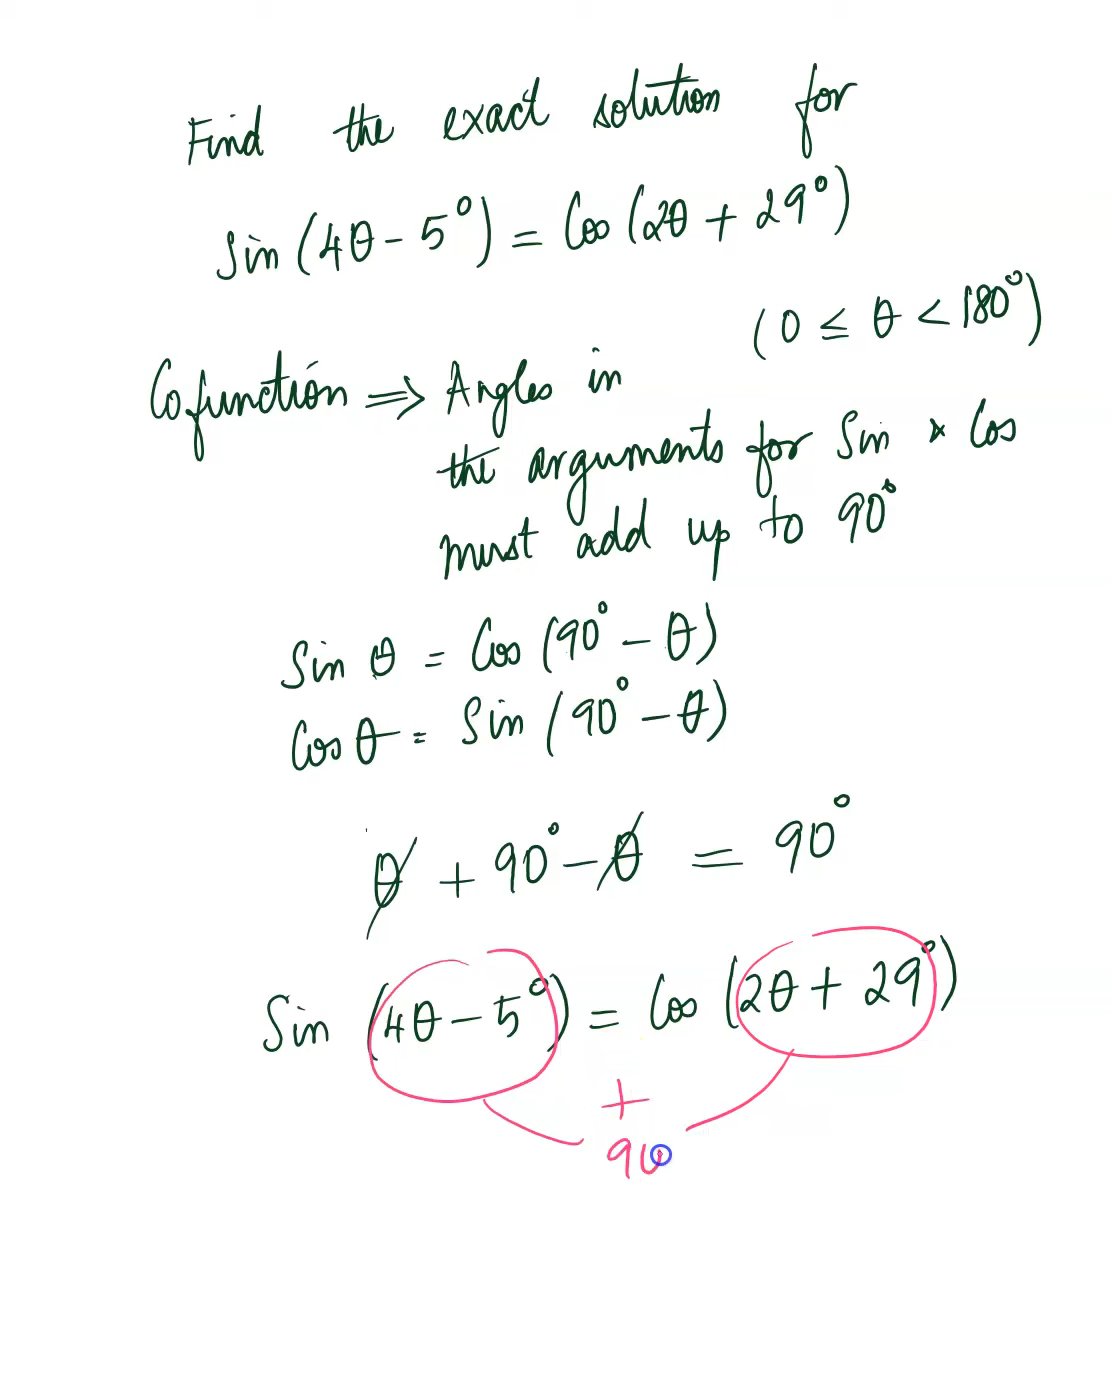 Find the exact solution for
Sin (4θ - 5°) = Cos (2θ + 29°)
(0 ≤ θ < 180°)
Cofunction ⇒ Angles in
the arguments for Sin & Cos
must add up to 90°
Sin θ = Cos (90° - θ)
Cos θ = Sin (90° - θ)
θ + 90° - θ = 90°
Sin (4θ - 5°) = Cos (2θ + 29°)
+
90